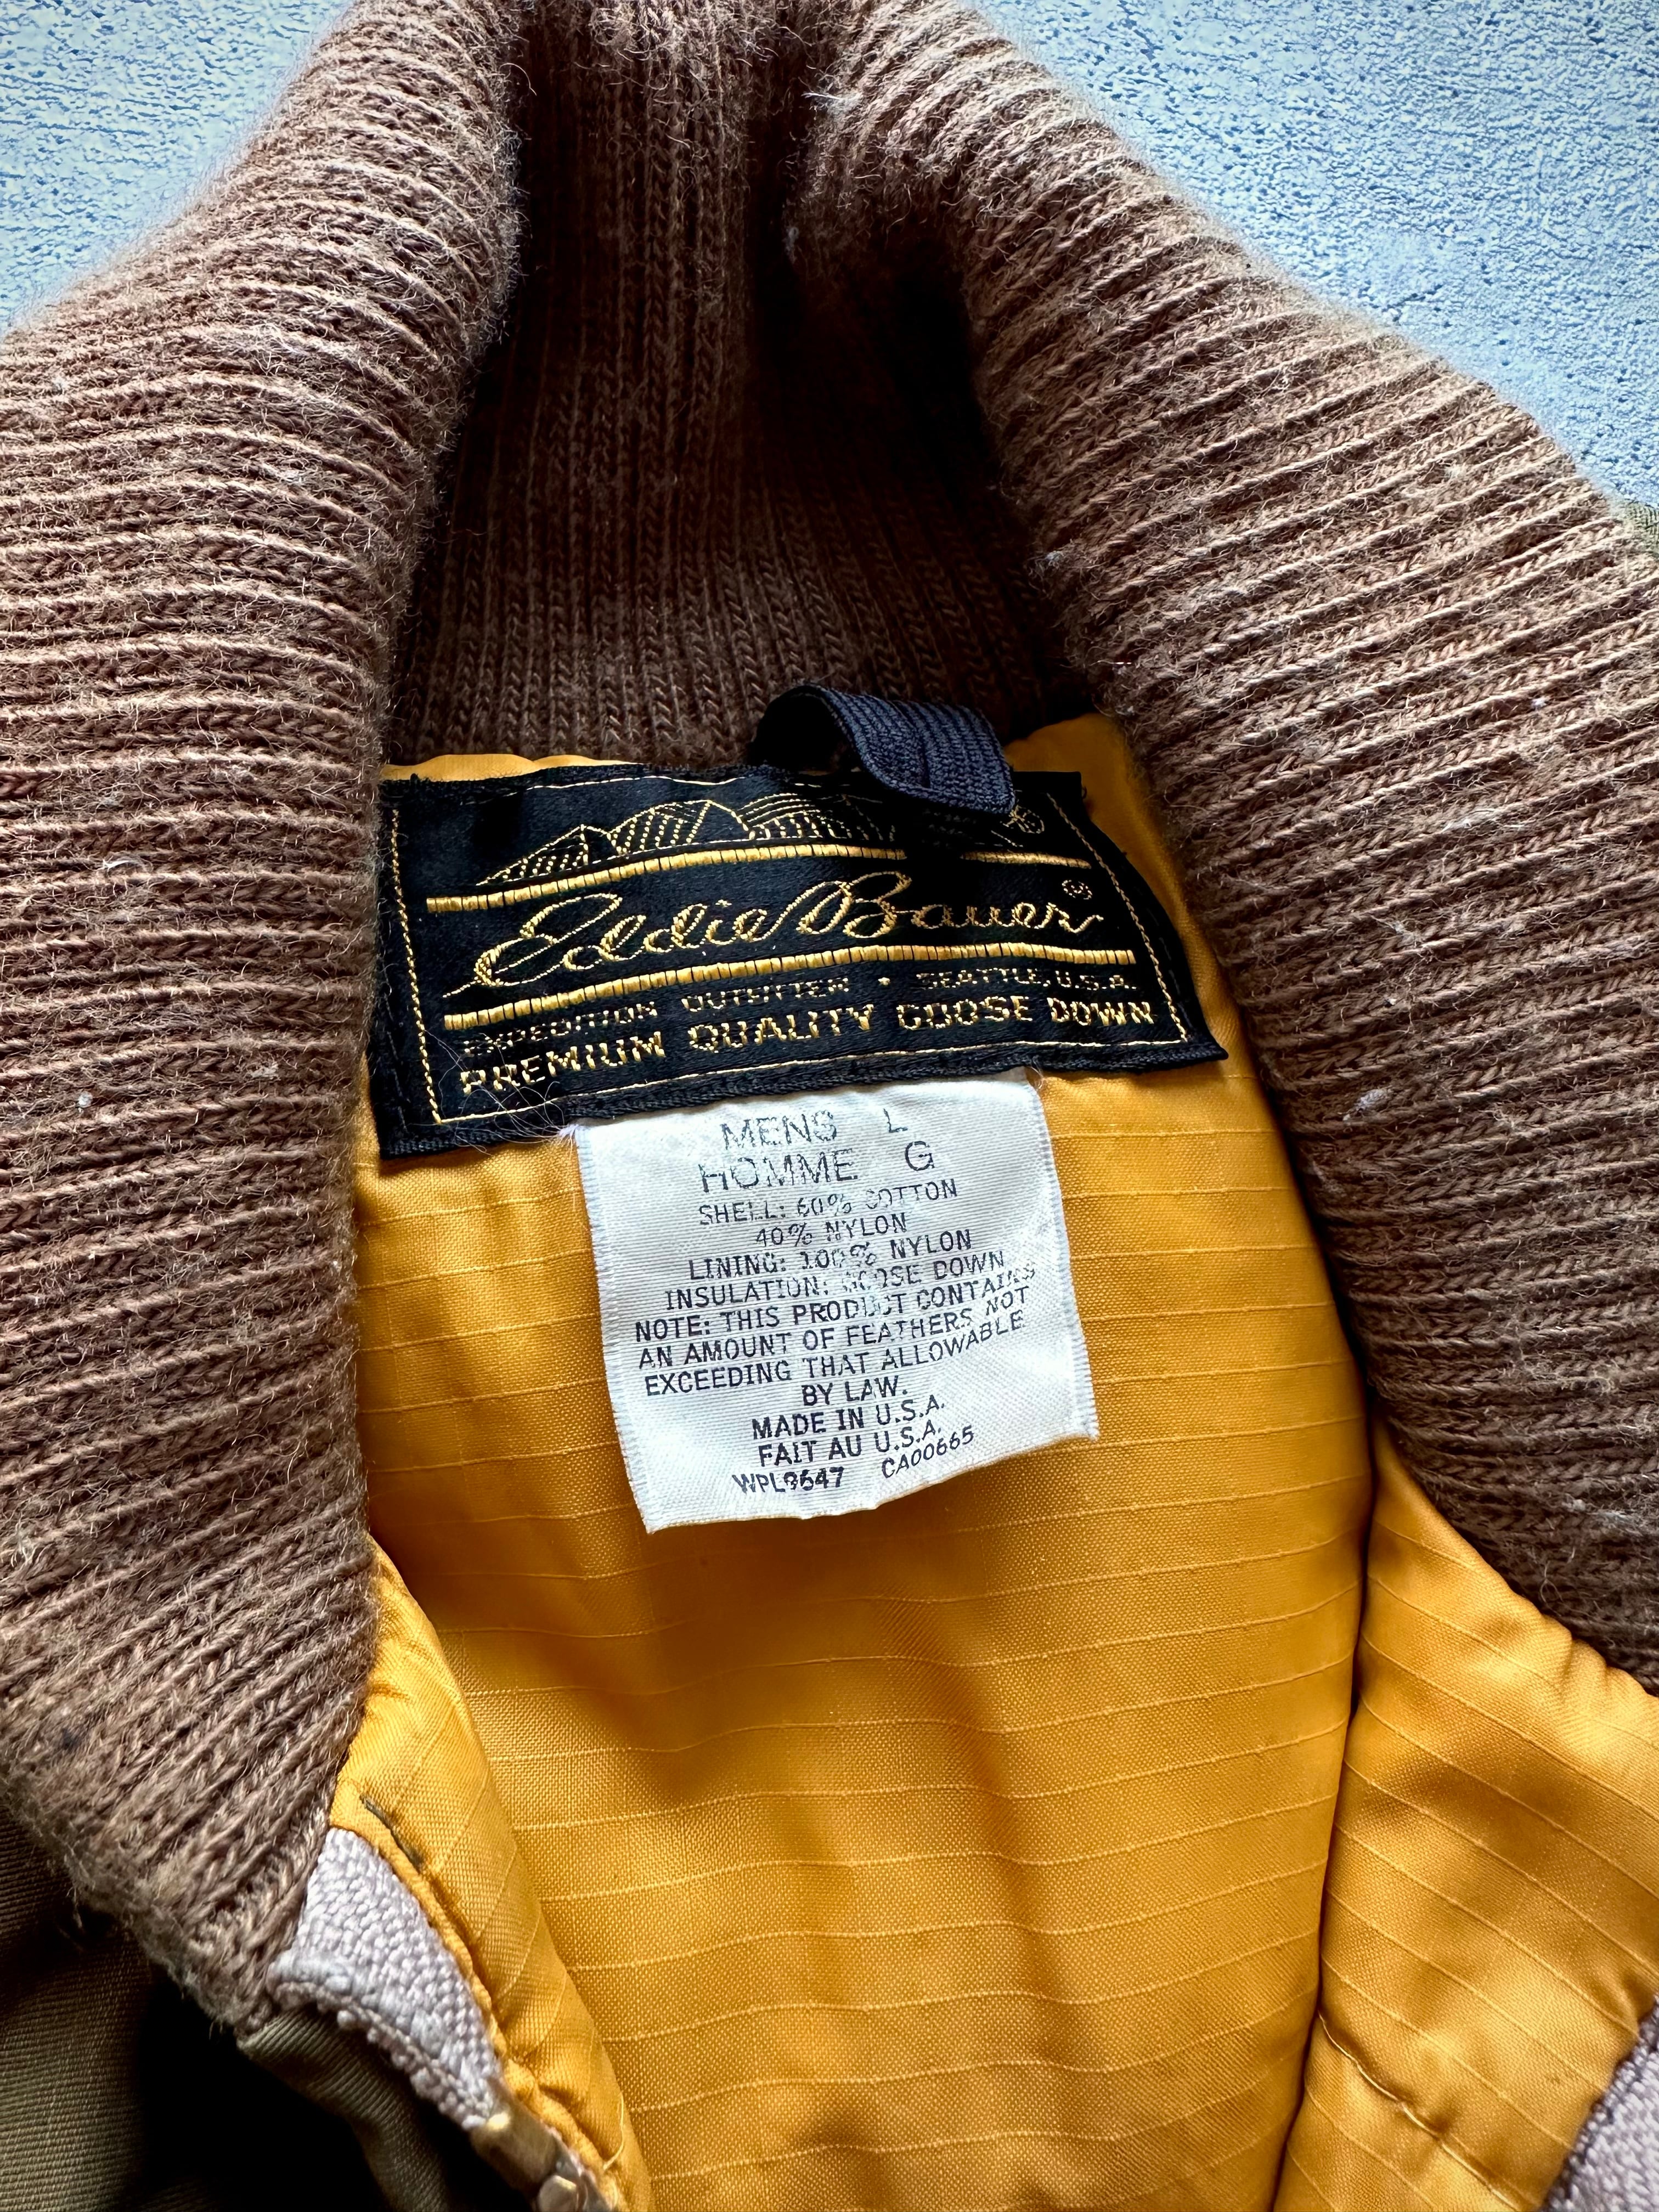 Eddie Bauer®
EXPEDITION OUTFITTER • SEATTLE, U.S.A.
PREMIUM QUALITY GOOSE DOWN
MENS L
HOMME G
SHELL: 60% COTTON
40% NYLON
LINING: 100% NYLON
INSULATION: GOOSE DOWN
NOTE: THIS PRODUCT CONTAINS
AN AMOUNT OF FEATHERS NOT
EXCEEDING THAT ALLOWABLE
BY LAW.
MADE IN U.S.A.
FAIT AU U.S.A.
CA00665